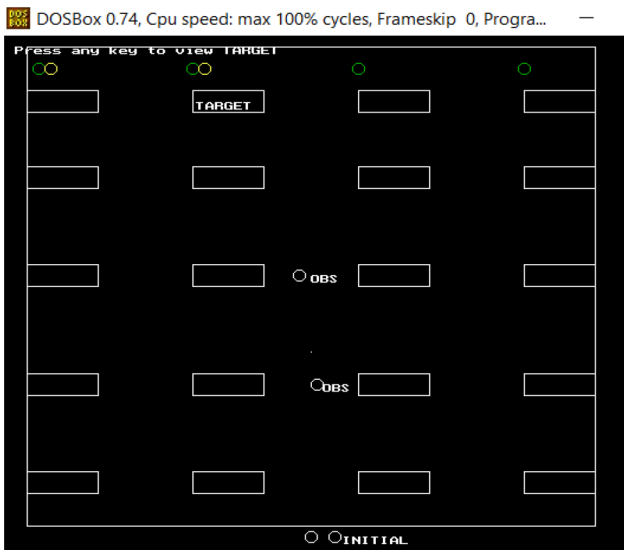 DOSBox 0.74, Cpu speed: max 100% cycles, Frameskip 0, Progra...
Press any key to view TARGET
TARGET
OBS
OBS
INITIAL